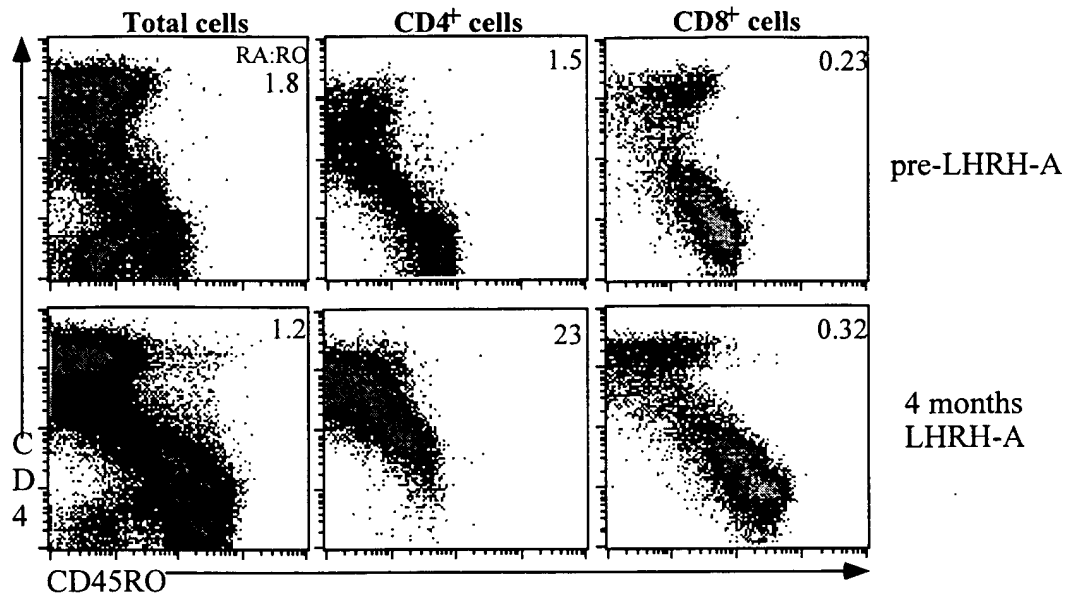 Total cells
CD4+ cells
CD8+ cells
RA:RO
1.8
1.5
0.23
pre-LHRH-A
1.2
23
0.32
4 months
LHRH-A
CD4
CD45RO